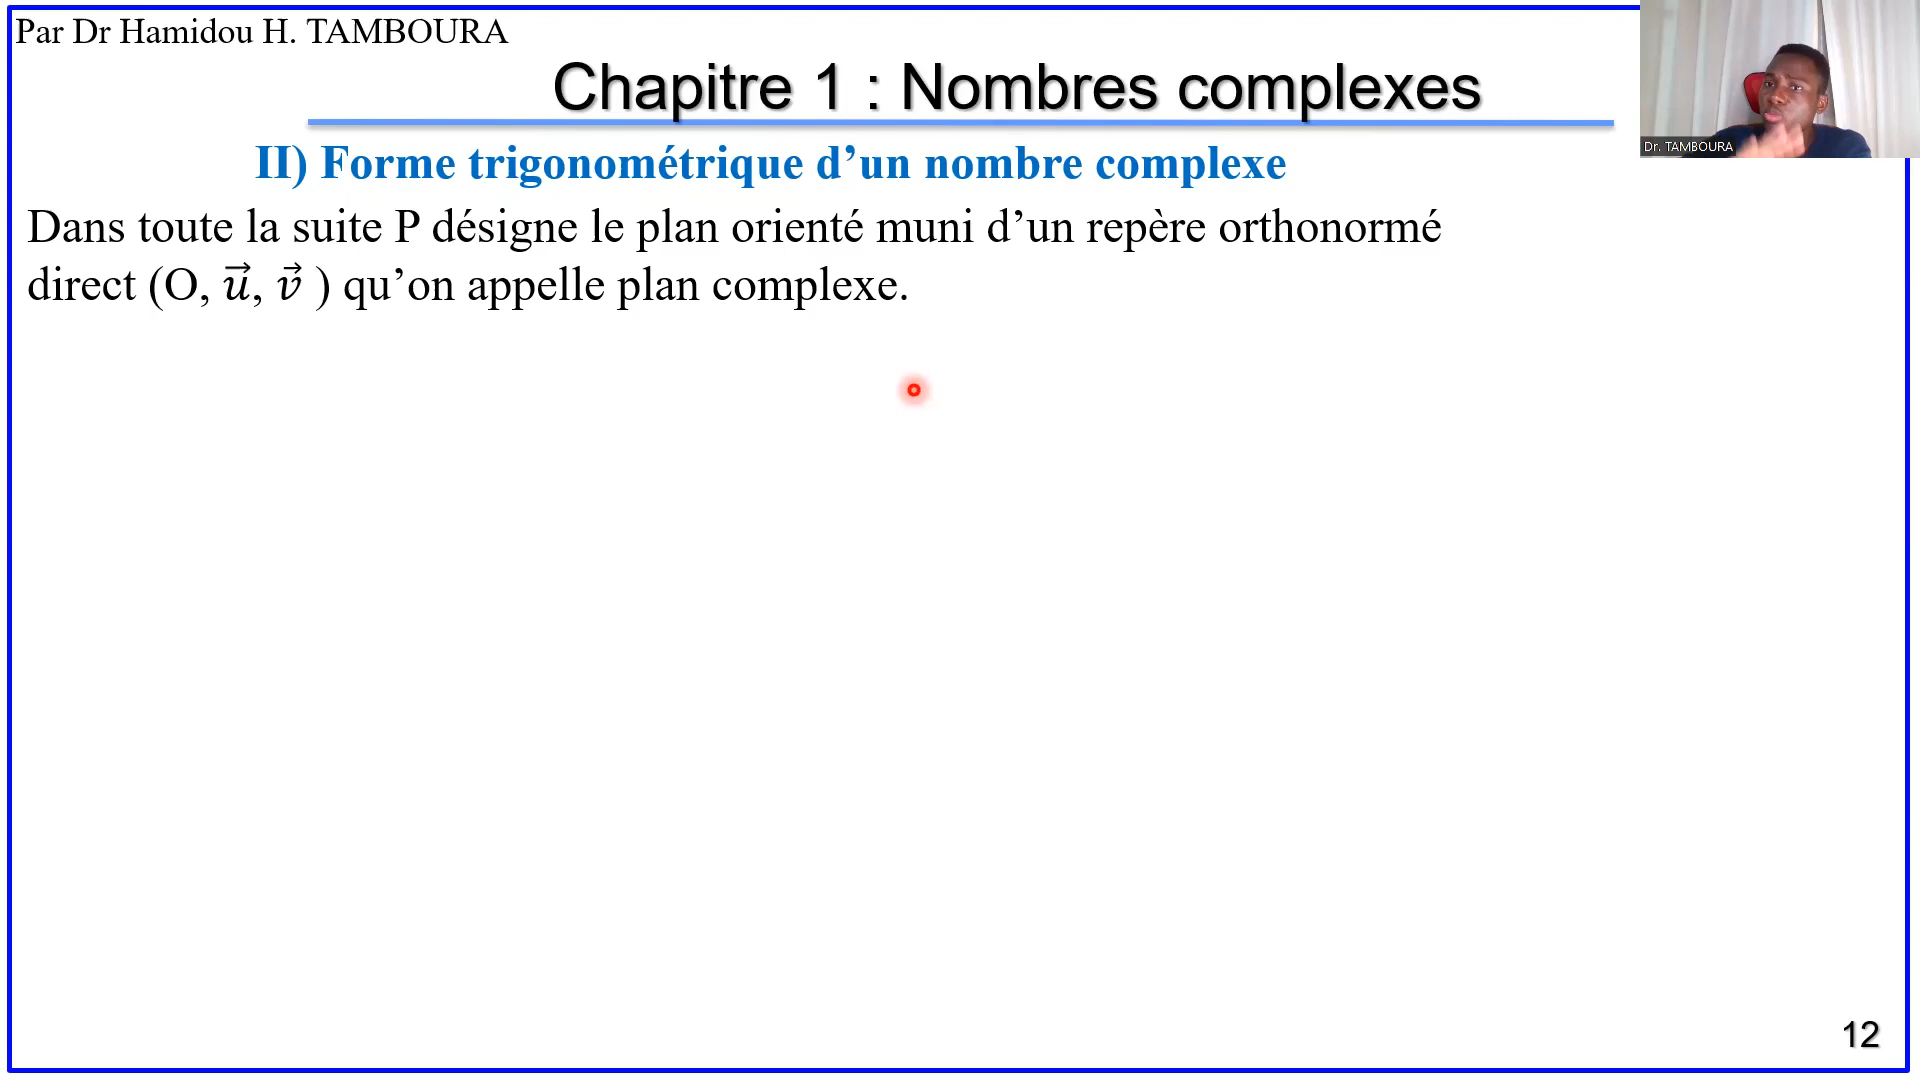 Par Dr Hamidou H. TAMBOURA
Chapitre 1 : Nombres complexes
Dr. TAMBOURA
II) Forme trigonométrique d’un nombre complexe
Dans toute la suite P désigne le plan orienté muni d’un repère orthonormé
direct (O, u⃗, v⃗ ) qu’on appelle plan complexe.
12